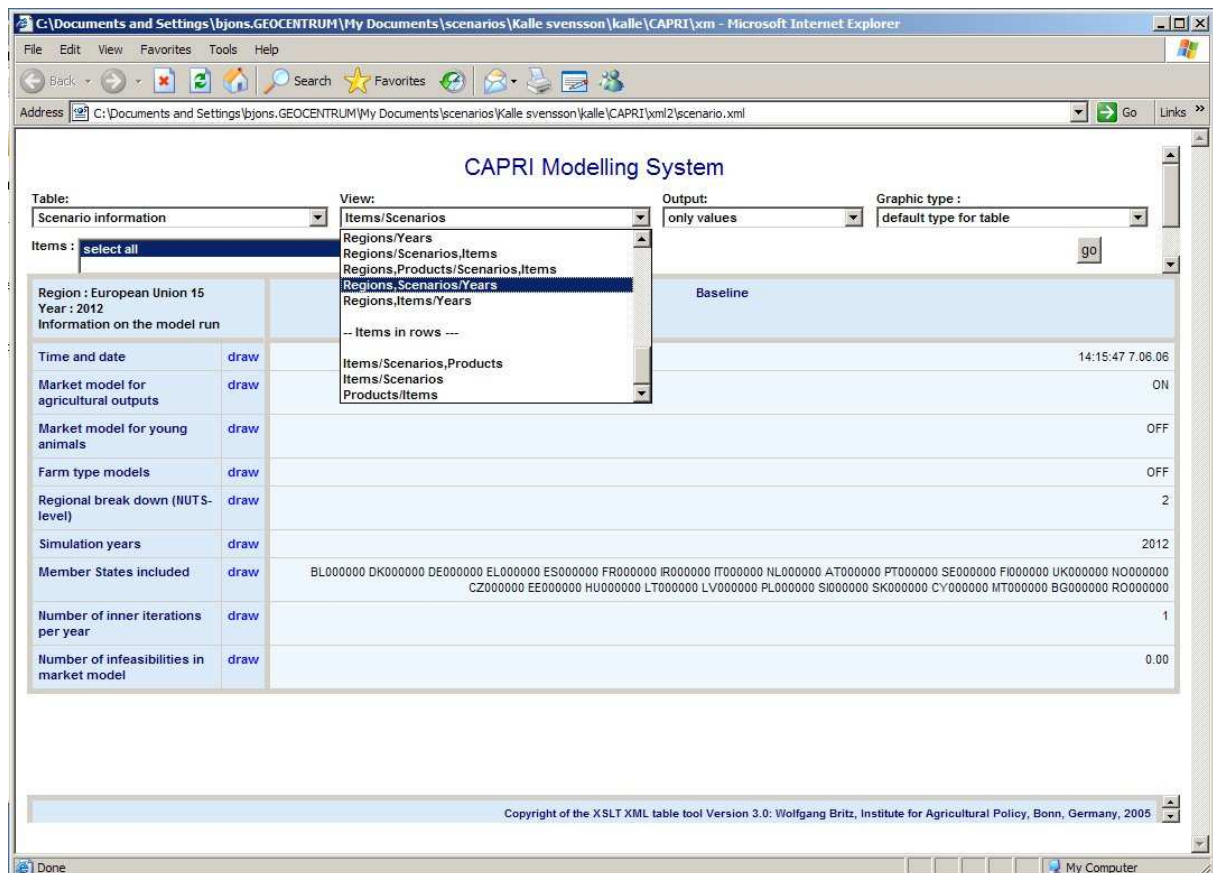 C:\Documents and Settings\bjons.GEOCENTRUM\My Documents\scenarios\Kalle svensson\kalle\CAPRI\xm - Microsoft Internet Explorer
File Edit View Favorites Tools Help
Back Search Favorites
Address C:\Documents and Settings\bjons.GEOCENTRUM\My Documents\scenarios\Kalle svensson\kalle\CAPRI\xml2\scenario.xml Go Links »
CAPRI Modelling System
Table: View: Output: Graphic type :
Scenario information Items/Scenarios only values default type for table
Items : select all go
Regions/Years
Regions/Scenarios,Items
Regions,Products/Scenarios,Items
Regions,Scenarios/Years
Regions,Items/Years
-- Items in rows ---
Items/Scenarios,Products
Items/Scenarios
Products/Items
Region : European Union 15
Year : 2012
Information on the model run
Baseline
Time and date draw 14:15:47 7.06.06
Market model for
agricultural outputs
draw ON
Market model for young
animals
draw OFF
Farm type models draw OFF
Regional break down (NUTS-
level)
draw 2
Simulation years draw 2012
Member States included draw BL000000 DK000000 DE000000 EL000000 ES000000 FR000000 IR000000 IT000000 NL000000 AT000000 PT000000 SE000000 FI000000 UK000000 NO000000
CZ000000 EE000000 HU000000 LT000000 LV000000 PL000000 SI000000 SK000000 CY000000 MT000000 BG000000 RO000000
Number of inner iterations
per year
draw 1
Number of infeasibilities in
market model
draw 0.00
Copyright of the XSLT XML table tool Version 3.0: Wolfgang Britz, Institute for Agricultural Policy, Bonn, Germany, 2005
Done My Computer